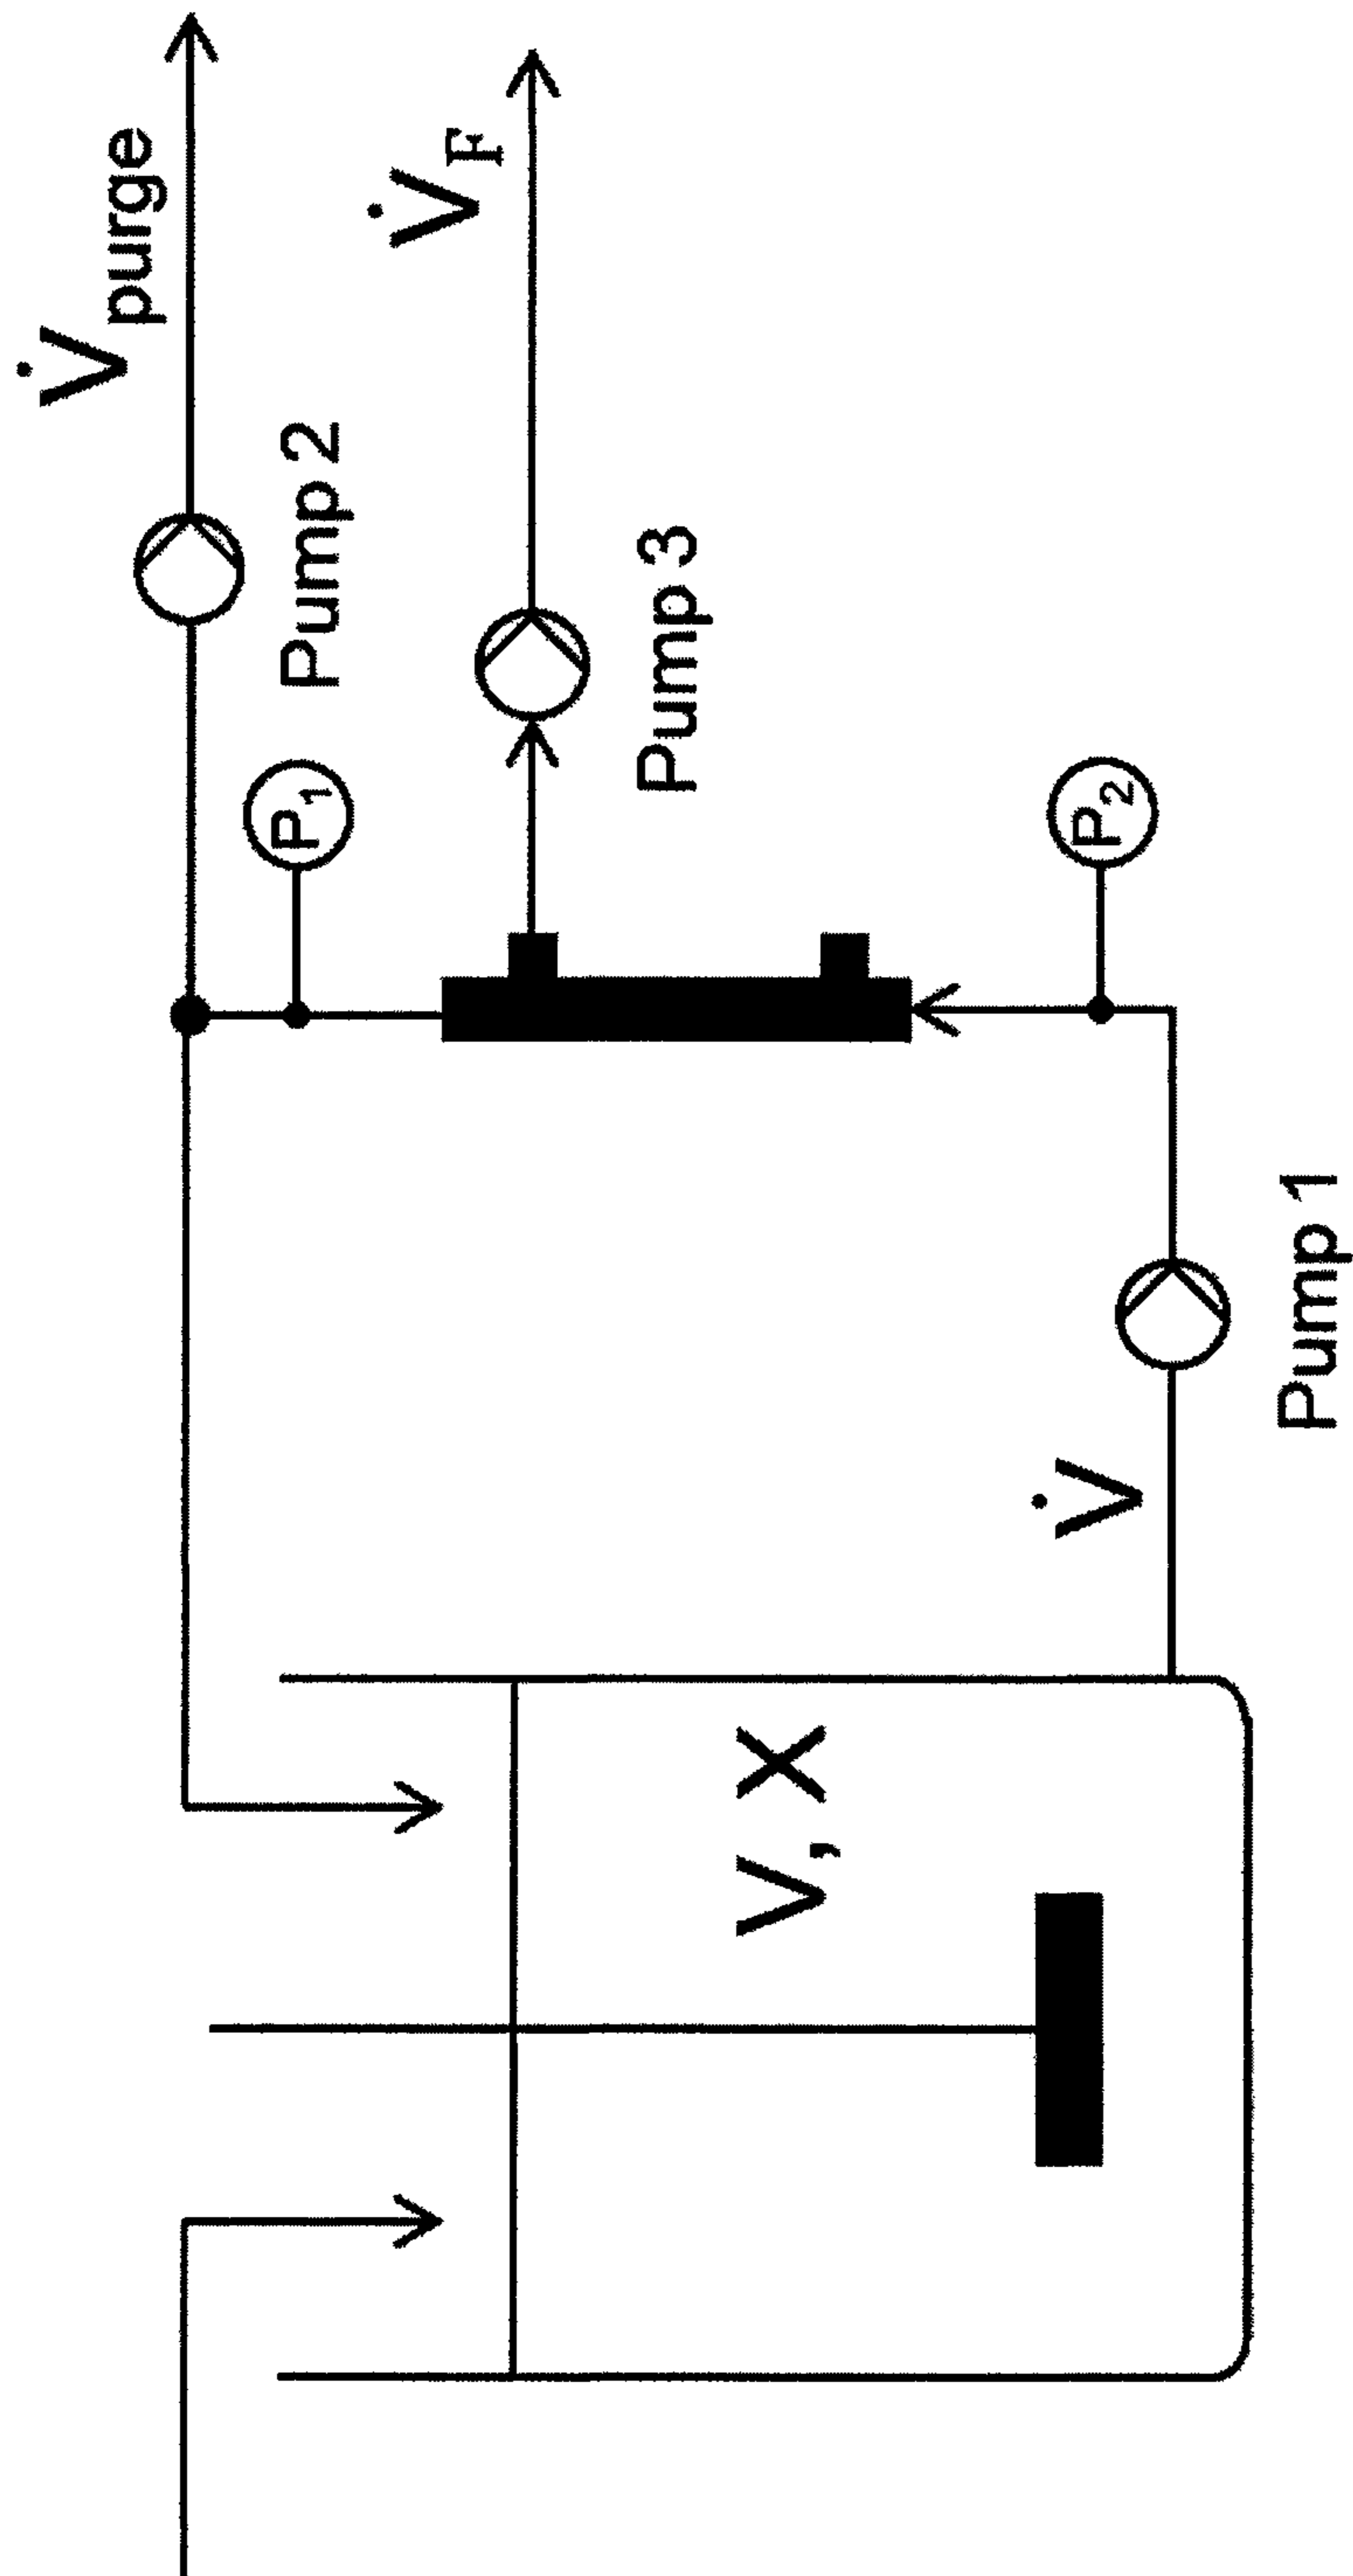 V̇purge
Pump 2
P1
V̇F
Pump 3
P2
V, X
V̇
Pump 1